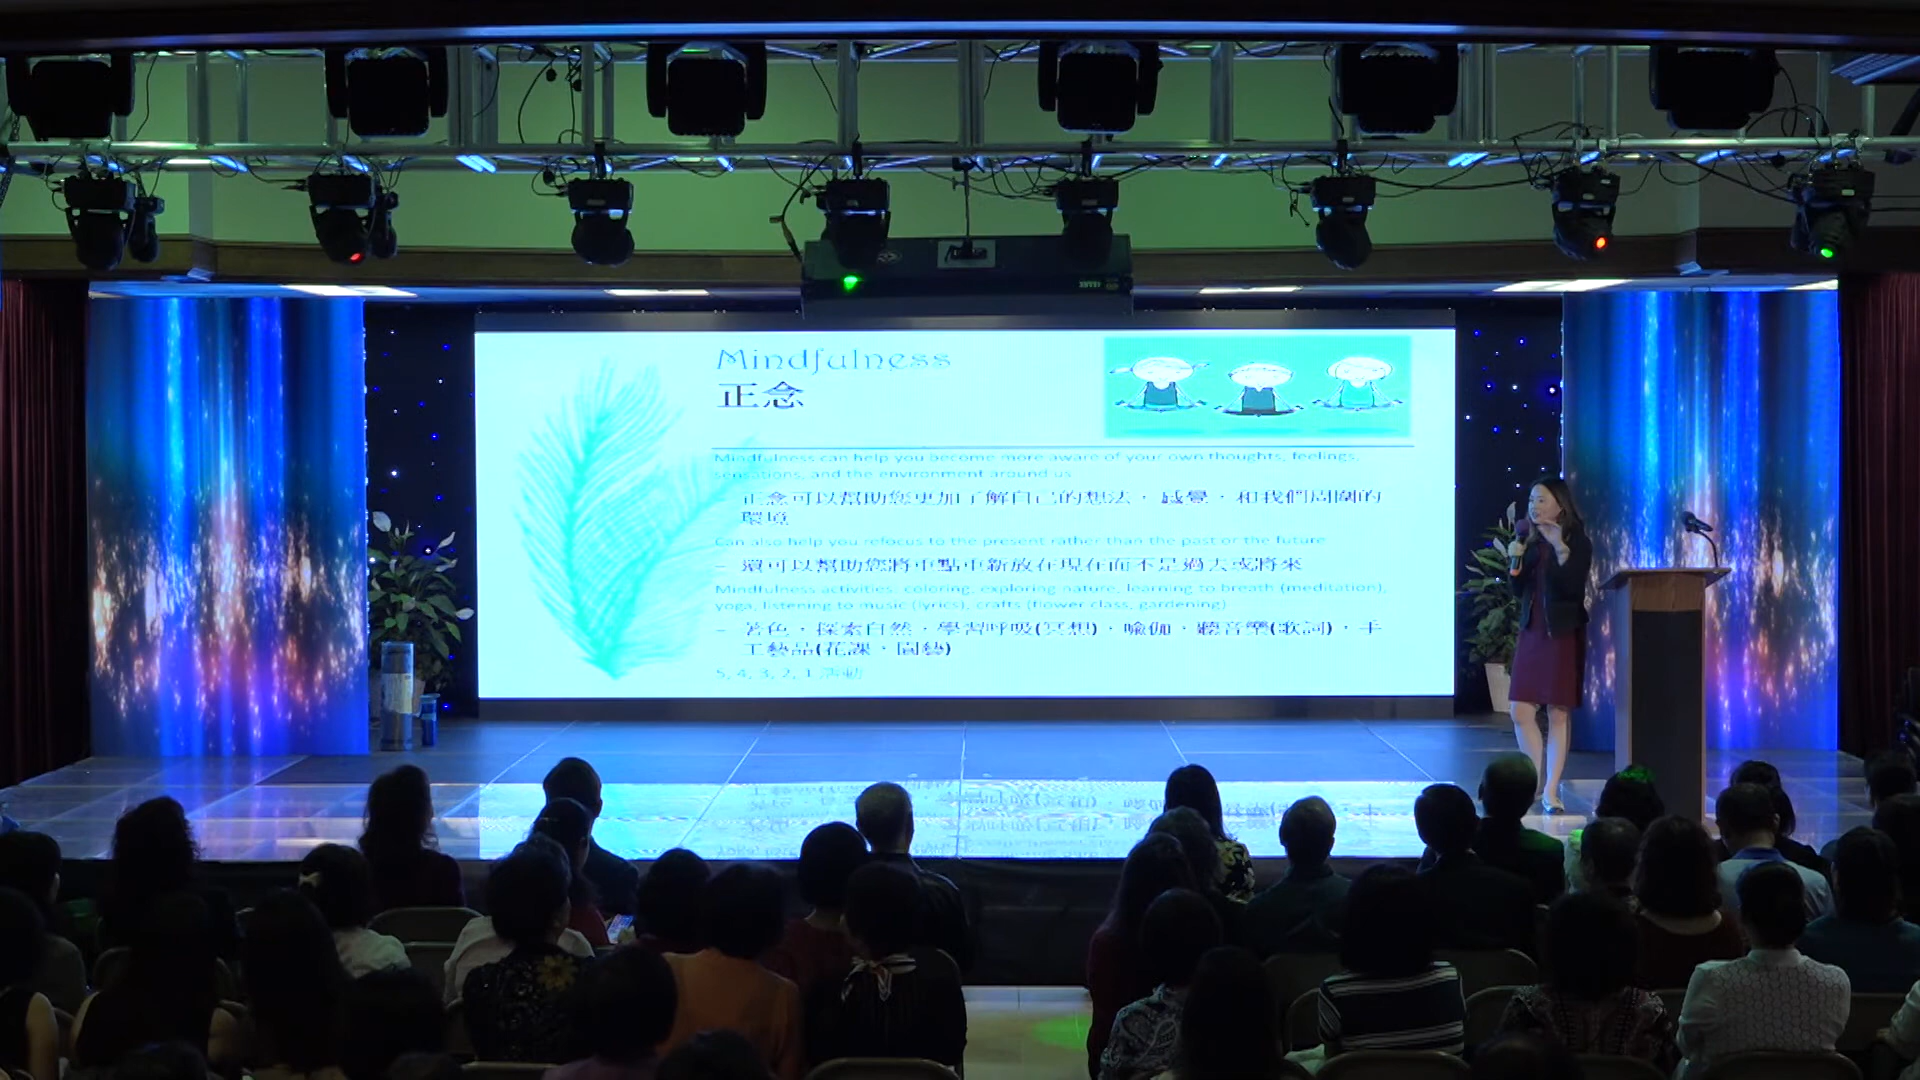 Mindfulness
正念
Mindfulness can help you become more aware of your own thoughts, feelings,
sensations, and the environment around us
正念可以幫助您更加了解自己的想法，感覺，和我們周圍的
環境
Can also help you refocus to the present rather than the past or the future
– 還可以幫助您將重點重新放在現在而不是過去或將來
Mindfulness activities: coloring, exploring nature, learning to breath (meditation),
yoga, listening to music (lyrics), crafts (flower class, gardening)
– 著色，探索自然，學習呼吸(冥想)，喻伽，聽音樂(歌詞)，手
工藝品(花課，園藝)
5, 4, 3, 2, 1 活動